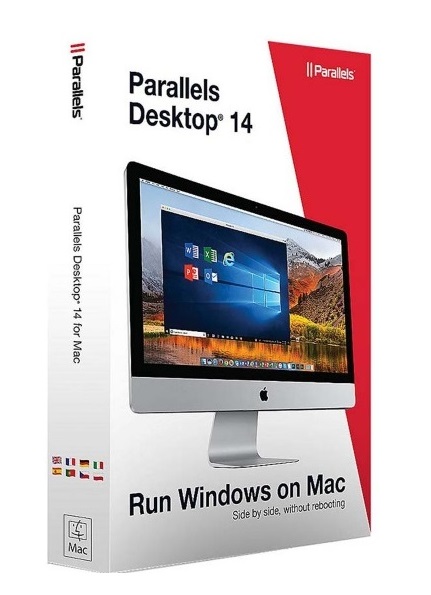 Parallels
Parallels Desktop® 14 for Mac
Mac
Parallels®
Parallels
Desktop® 14
Run Windows on Mac
Side by side, without rebooting